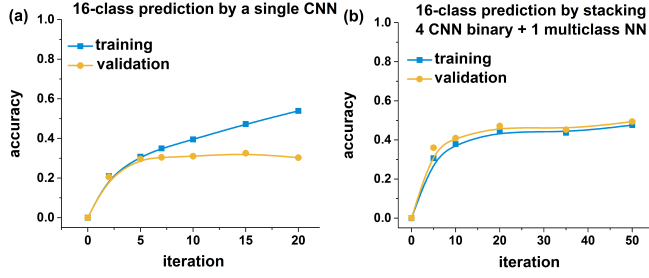 (a)
16-class prediction by a single CNN
training
validation
accuracy
1.0
0.8
0.6
0.4
0.2
0.0
0
5
10
15
20
iteration
(b)
16-class prediction by stacking
4 CNN binary + 1 multiclass NN
training
validation
accuracy
1.0
0.8
0.6
0.4
0.2
0.0
0
10
20
30
40
50
iteration